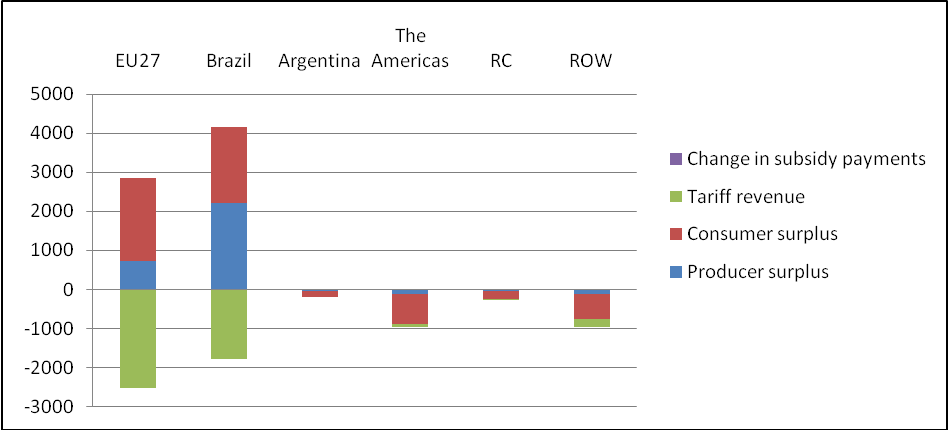 The
EU27 Brazil Argentina Americas RC ROW
5000
4000
3000
2000
1000
0
-1000
-2000
-3000
Change in subsidy payments
Tariff revenue
Consumer surplus
Producer surplus